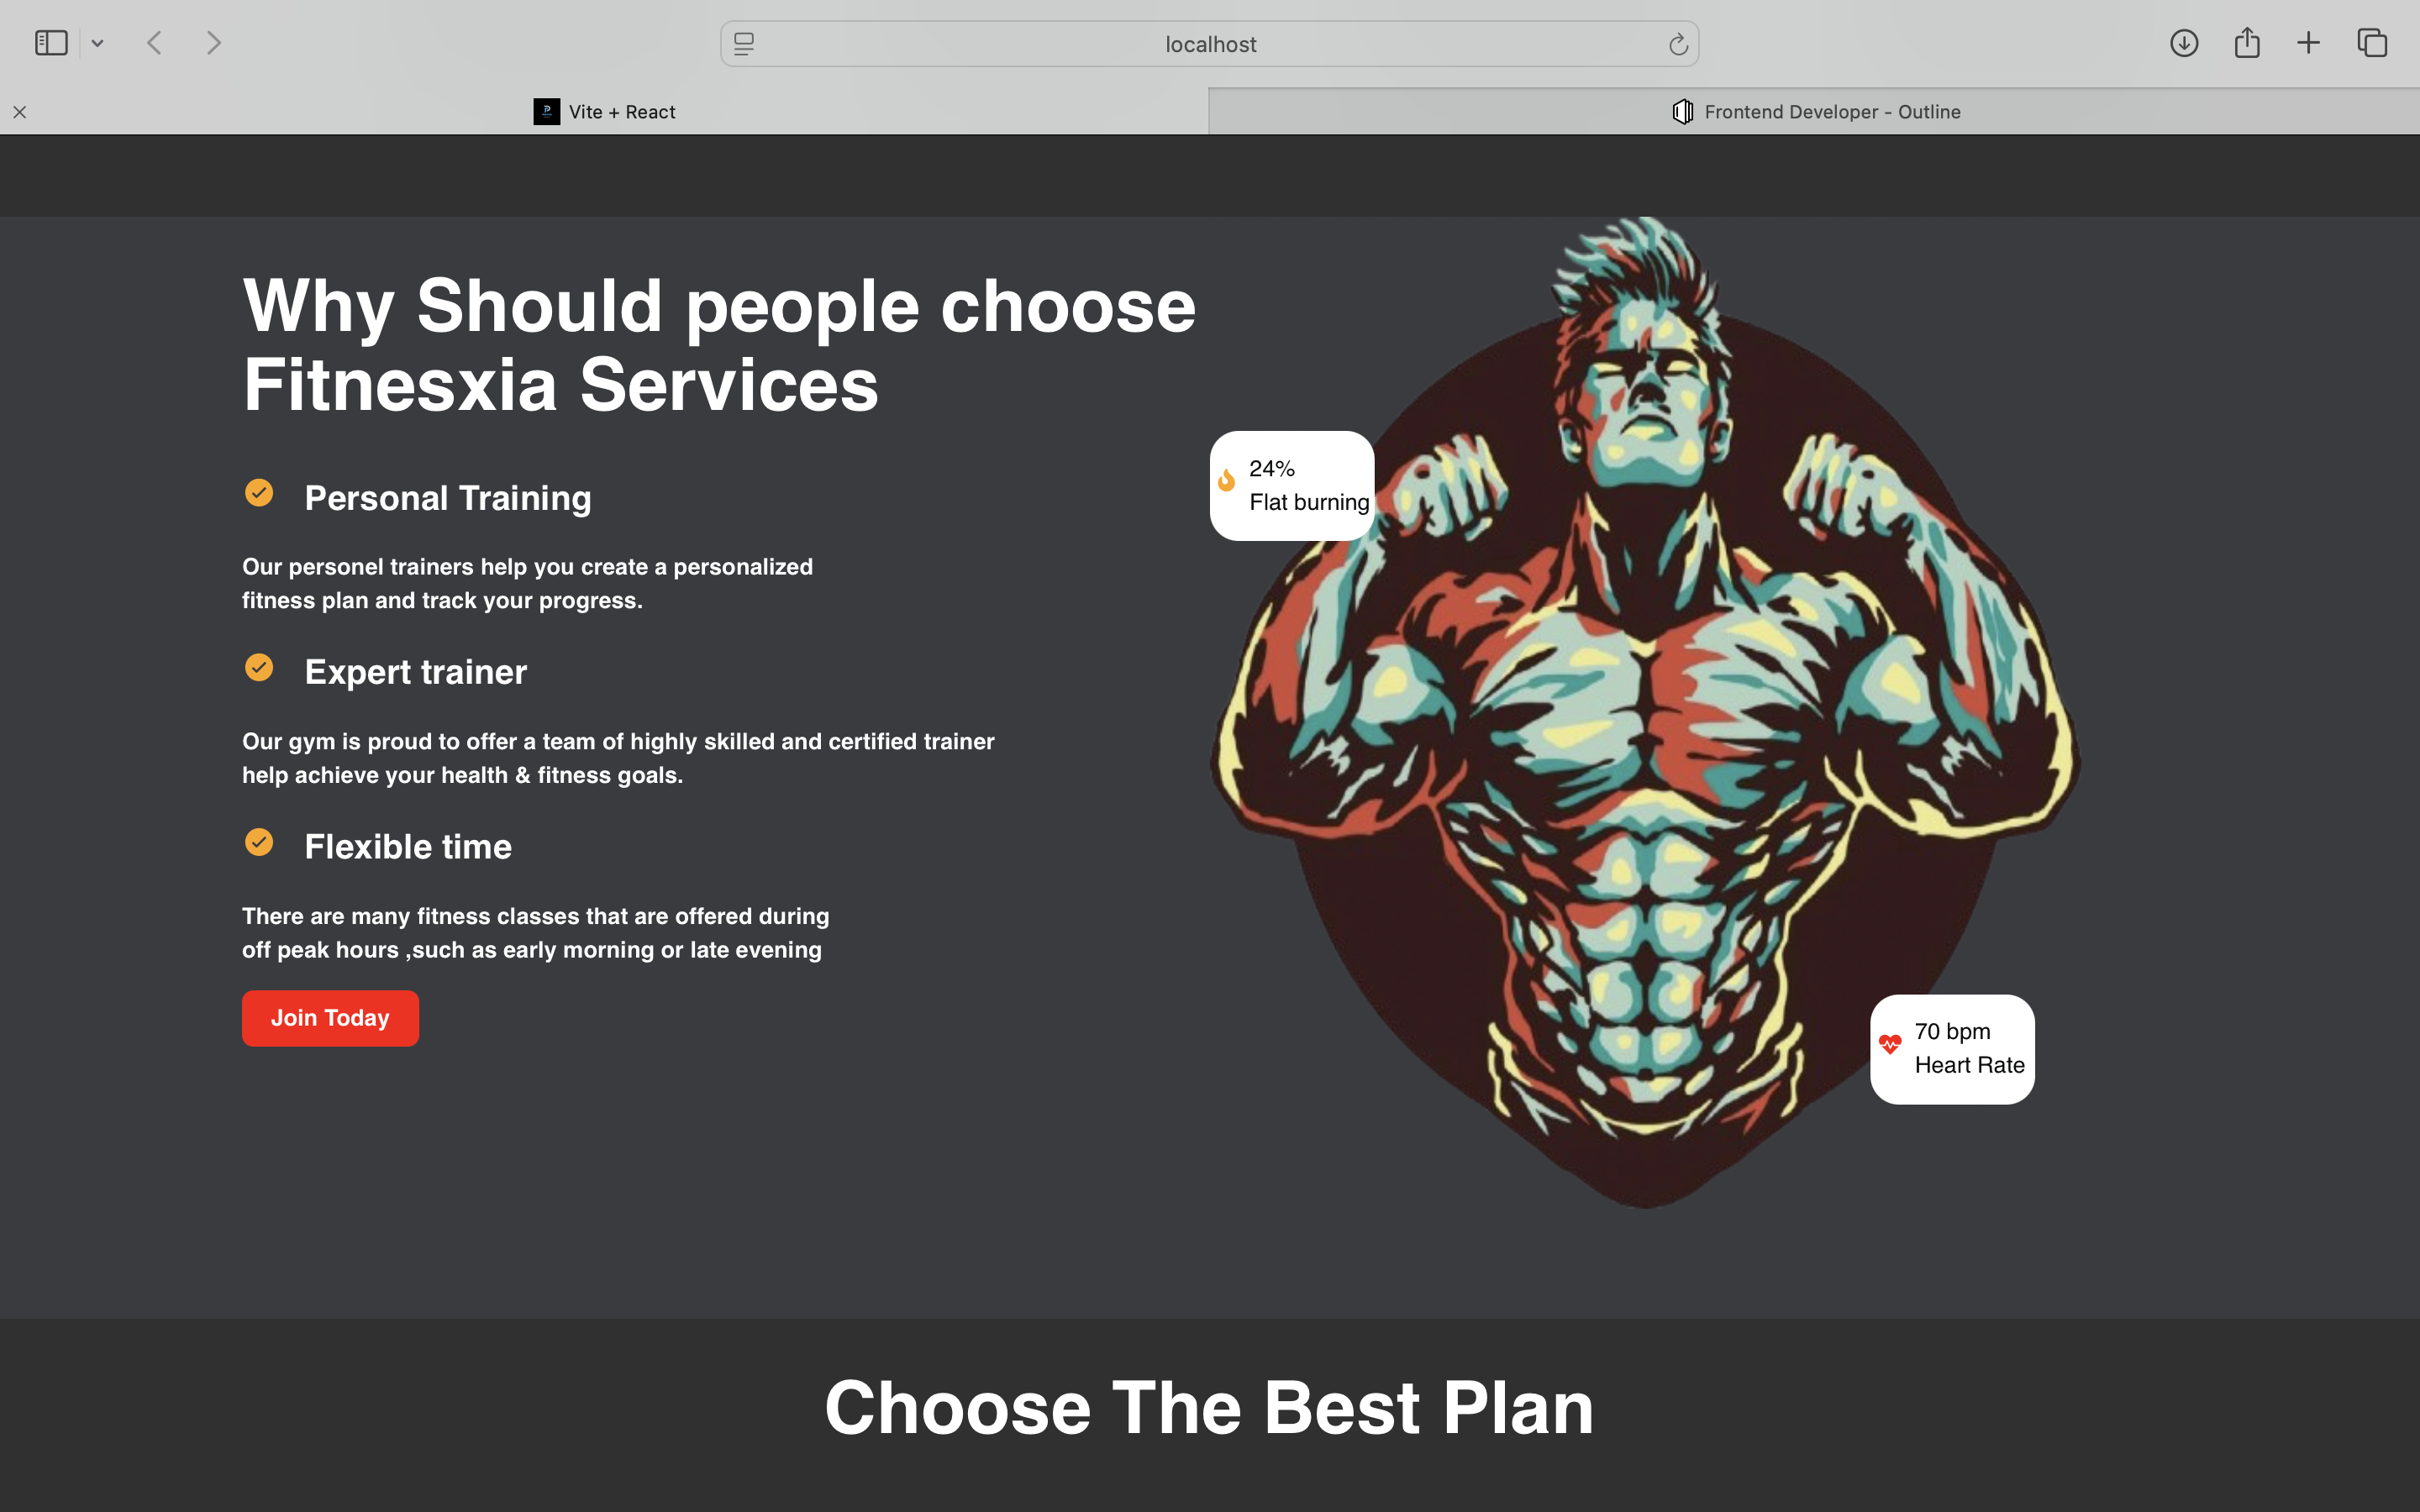 localhost
Vite + React
Frontend Developer - Outline
Why Should people choose
Fitnesxia Services
Personal Training
Our personel trainers help you create a personalized
fitness plan and track your progress.
Expert trainer
Our gym is proud to offer a team of highly skilled and certified trainer
help achieve your health & fitness goals.
Flexible time
There are many fitness classes that are offered during
off peak hours ,such as early morning or late evening
Join Today
24%
Flat burning
70 bpm
Heart Rate
Choose The Best Plan